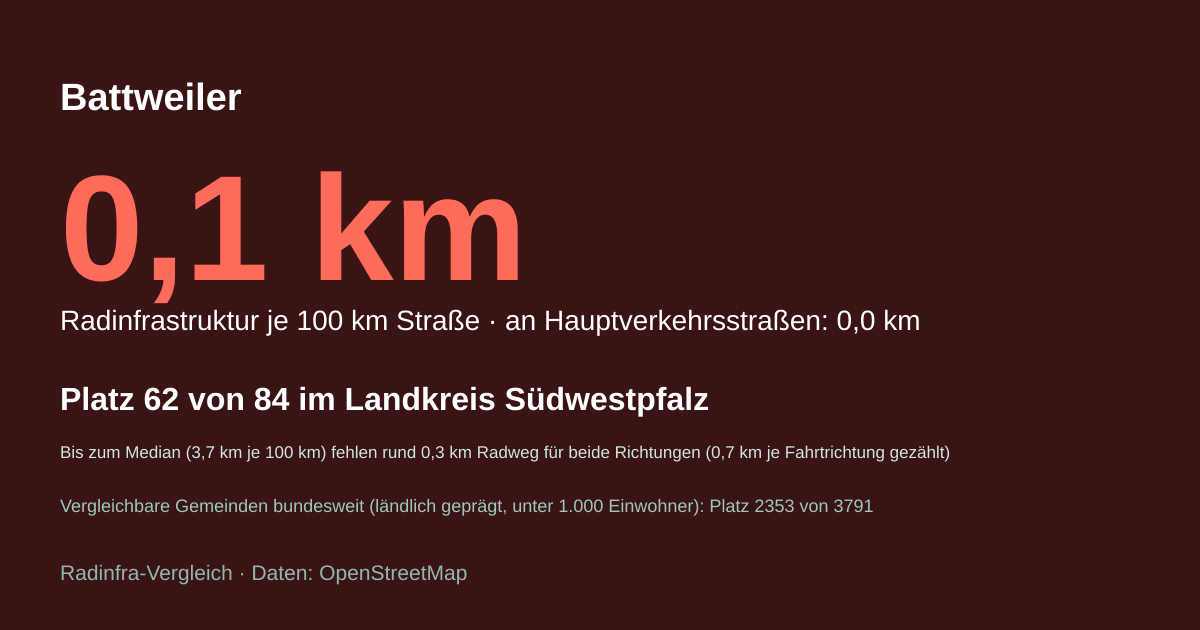 Battweiler
0,1 km
Radinfrastruktur je 100 km Straße · an Hauptverkehrsstraßen: 0,0 km
Platz 62 von 84 im Landkreis Südwestpfalz
Bis zum Median (3,7 km je 100 km) fehlen rund 0,3 km Radweg für beide Richtungen (0,7 km je Fahrtrichtung gezählt)
Vergleichbare Gemeinden bundesweit (ländlich geprägt, unter 1.000 Einwohner): Platz 2353 von 3791
Radinfra-Vergleich · Daten: OpenStreetMap